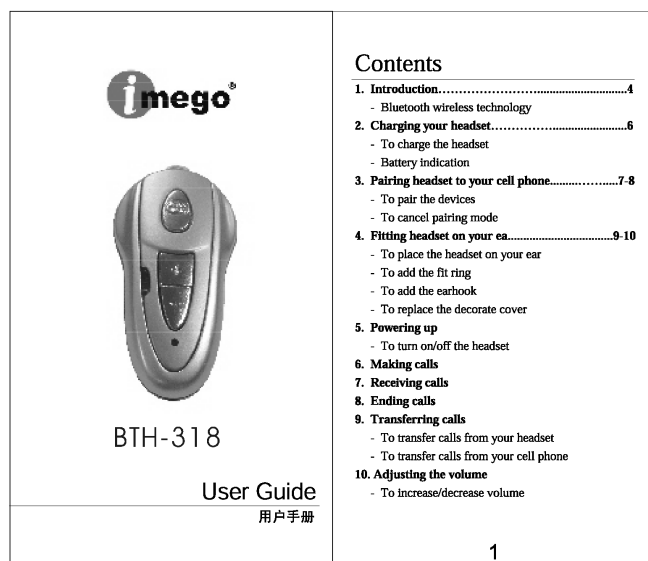 imego®
BTH-318
User Guide
用户手册
Contents
1. Introduction……………………..............................4
- Bluetooth wireless technology
2. Charging your headset……………........................6
- To charge the headset
- Battery indication
3. Pairing headset to your cell phone.........…….....7-8
- To pair the devices
- To cancel pairing mode
4. Fitting headset on your ea..................................9-10
- To place the headset on your ear
- To add the fit ring
- To add the earhook
- To replace the decorate cover
5. Powering up
- To turn on/off the headset
6. Making calls
7. Receiving calls
8. Ending calls
9. Transferring calls
- To transfer calls from your headset
- To transfer calls from your cell phone
10. Adjusting the volume
- To increase/decrease volume
1